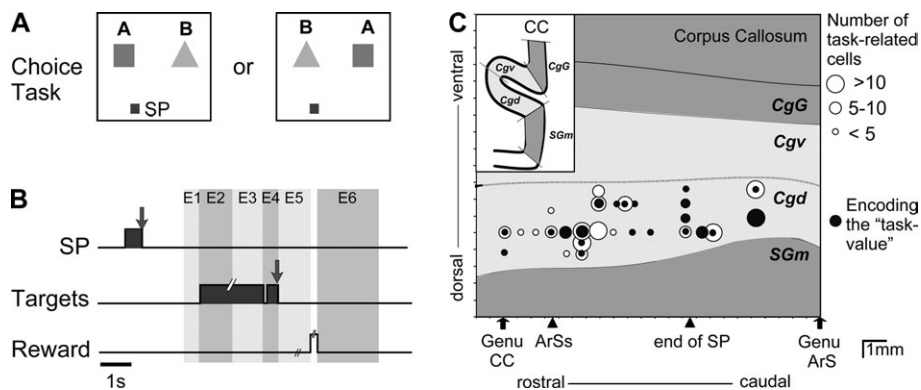 A
A
B
B
A
Choice
Task
or
SP
B
E1
E2
E3
E4
E5
E6
SP
Targets
Reward
1s
C
CC
Cgv
CgG
Cgd
SGm
Corpus Callosum
CgG
Cgv
Cgd
SGm
ventral
dorsal
Genu
CC
ArSs
end of SP
Genu
ArS
rostral
caudal
1mm
Number of
task-related
cells
>10
5-10
< 5
Encoding
the "task-
value"